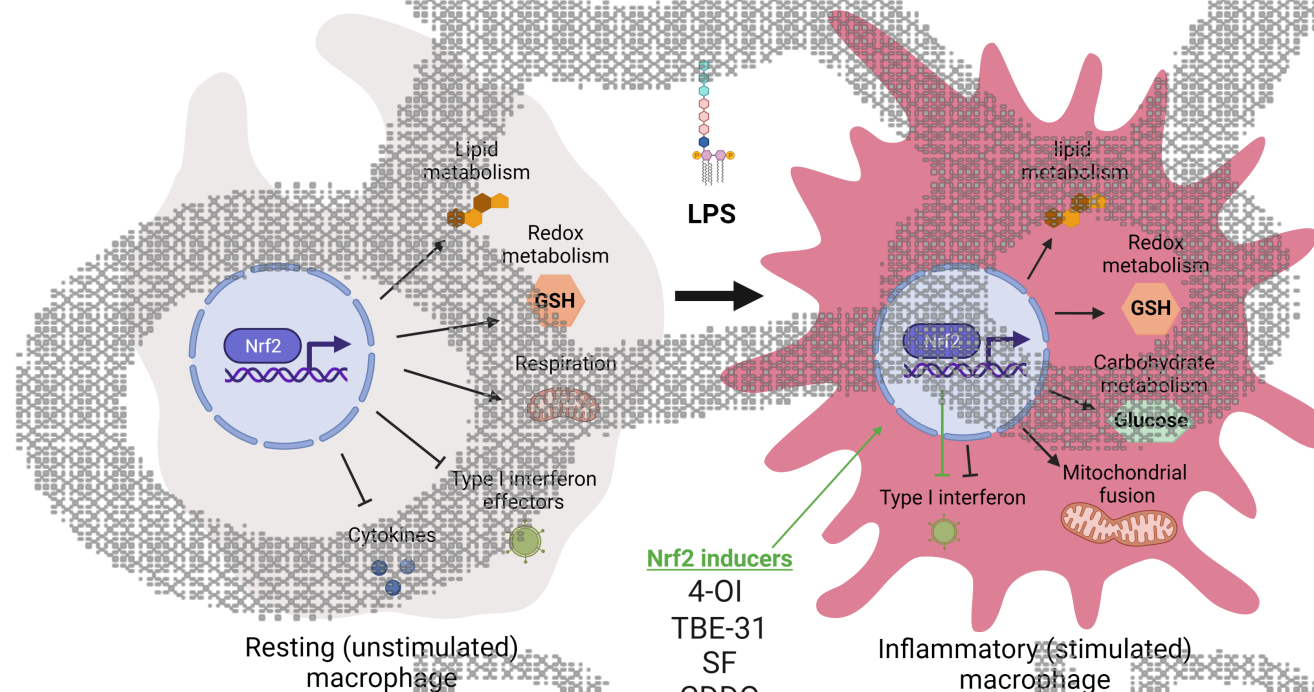 Lipid
metabolism
Redox
metabolism
GSH
Nrf2
Respiration
Type I interferon
effectors
Cytokines
Resting (unstimulated)
macrophage
P
P
LPS
Nrf2 inducers
4-OI
TBE-31
SF
CDDO
lipid
metabolism
Redox
metabolism
GSH
Nrf2
Carbohydrate
metabolism
Glucose
Mitochondrial
fusion
Type I interferon
Inflammatory (stimulated)
macrophage